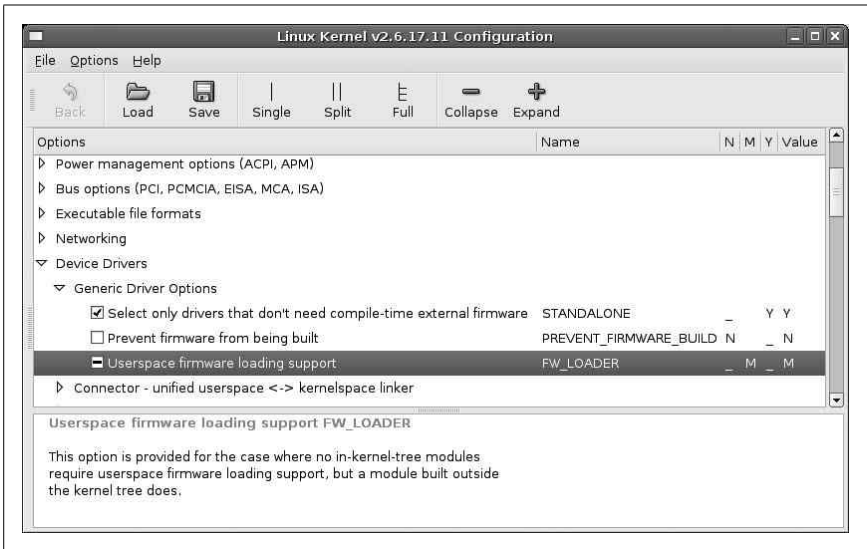 Linux Kernel v2.6.17.11 Configuration
File Options Help
Back Load Save Single Split Full Collapse Expand
Options Name N M Y Value
Power management options (ACPI, APM)
Bus options (PCI, PCMCIA, EISA, MCA, ISA)
Executable file formats
Networking
Device Drivers
Generic Driver Options
Select only drivers that don't need compile-time external firmware STANDALONE _ Y Y
Prevent firmware from being built PREVENT_FIRMWARE_BUILD N _ N
Userspace firmware loading support FW_LOADER _ M _ M
Connector - unified userspace <-> kernelspace linker
Userspace firmware loading support FW_LOADER
This option is provided for the case where no in-kernel-tree modules
require userspace firmware loading support, but a module built outside
the kernel tree does.